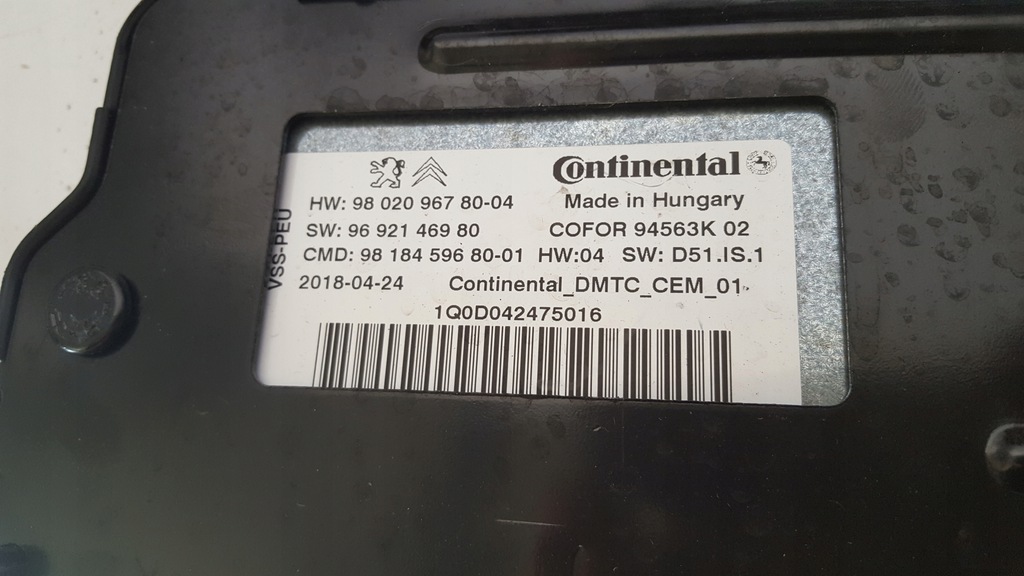 Continental
HW: 98 020 967 80-04 Made in Hungary
SW: 96 921 469 80 COFOR 94563K 02
CMD: 98 184 596 80-01 HW:04 SW: D51.IS.1
2018-04-24 Continental_DMTC_CEM_01
1Q0D042475016
VSS-PEU